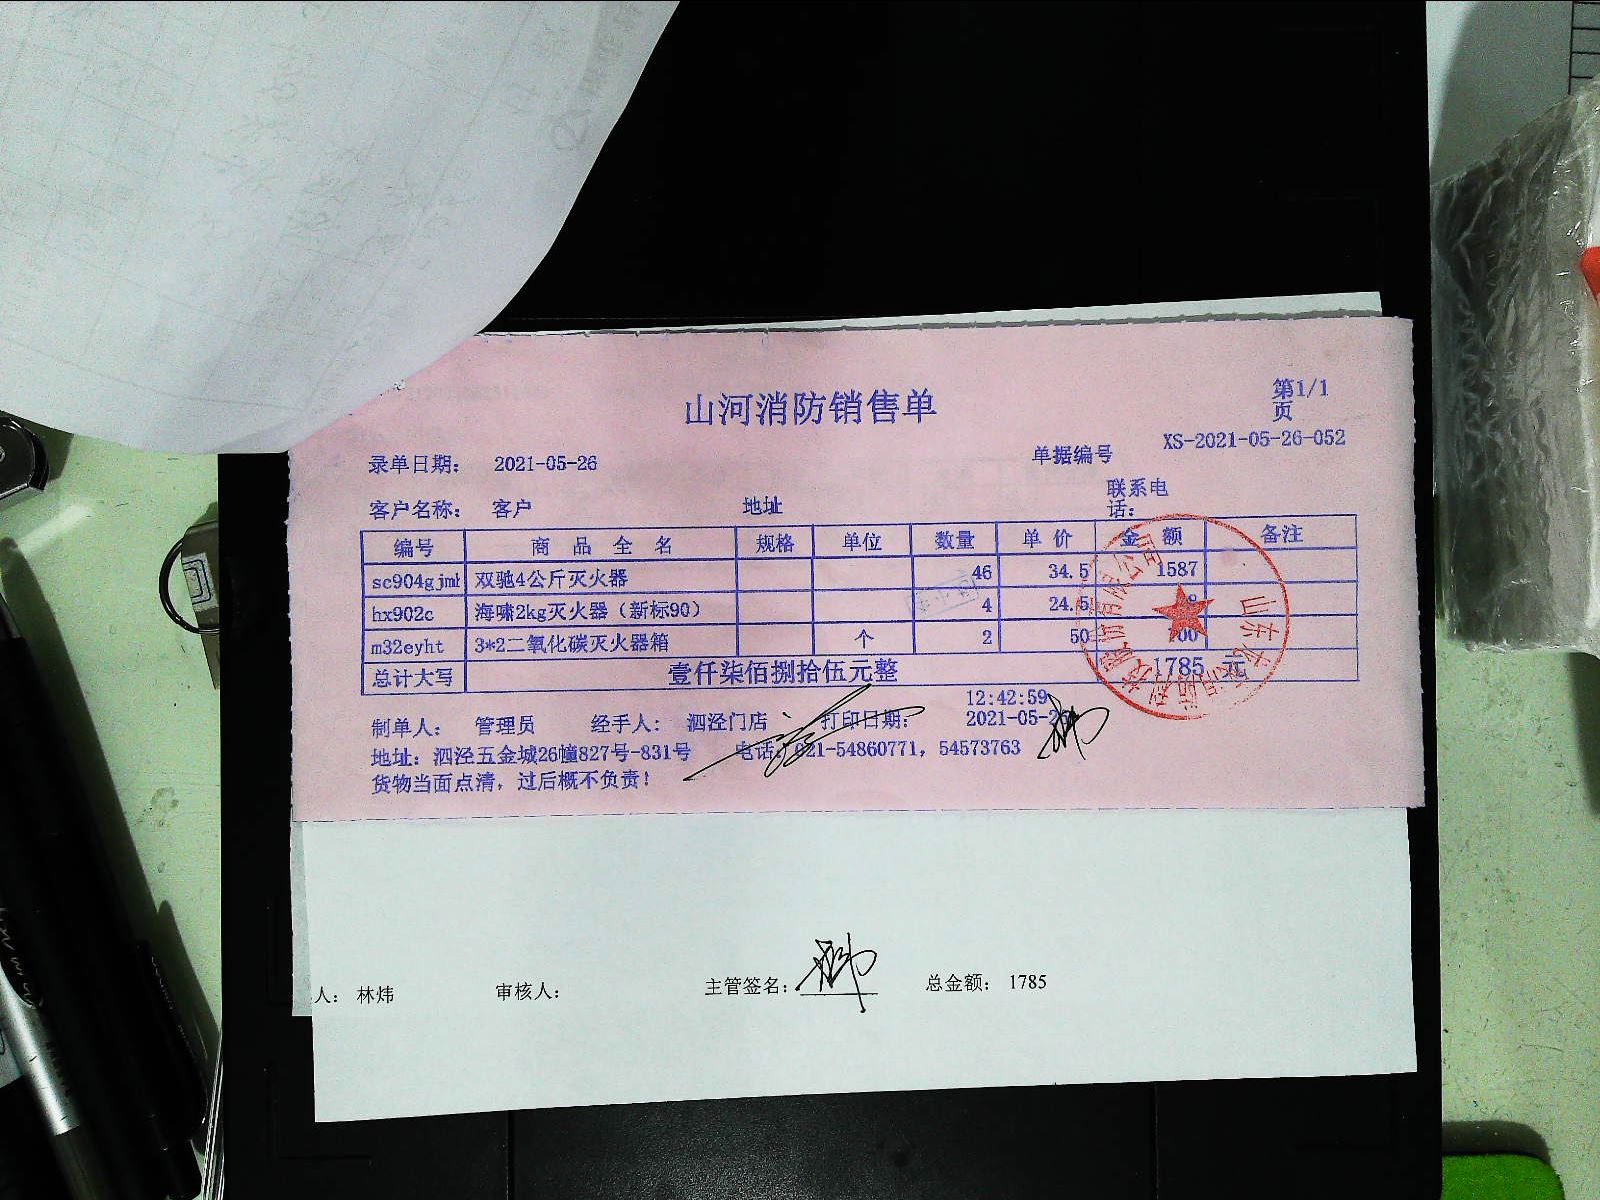 山河消防销售单
第1/1页
录单日期： 2021-05-26 单据编号 XS-2021-05-26-052
客户名称： 客户 地址 联系电话：
编号 商品全名 规格 单位 数量 单价 金额 备注
sc904gjm 双驰4公斤灭火器 46 34.5 1587
hx902c 海啸2kg灭火器（新标90） 4 24.5
m32eyht 3*2二氧化碳灭火器箱 个 2 50
总计大写 壹仟柒佰捌拾伍元整 1785 元
制单人： 管理员 经手人： 泗泾门店 打印日期： 12:42:59 2021-05-26
地址：泗泾五金城26幢827号-831号 电话：021-54860771, 54573763
货物当面点清，过后概不负责！
人： 林炜 审核人： 主管签名： 总金额： 1785